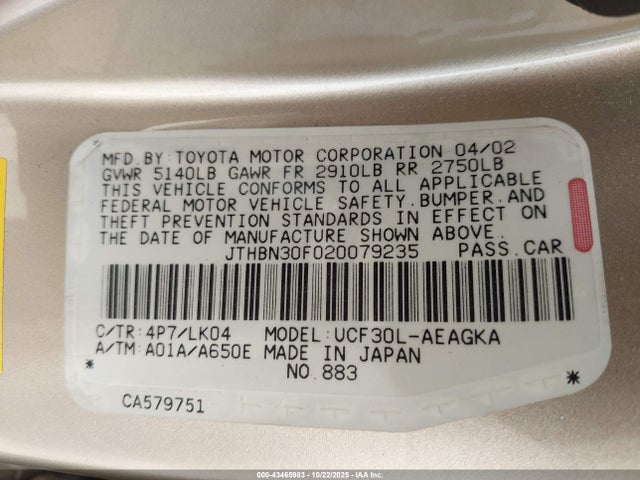 MFD.BY:TOYOTA MOTOR CORPORATION 04/02
GVWR 5140LB GAWR FR 2910LB RR 2750LB
THIS VEHICLE CONFORMS TO ALL APPLICABLE
FEDERAL MOTOR VEHICLE SAFETY,BUMPER,AND
THEFT PREVENTION STANDARDS IN EFFECT ON
THE DATE OF MANUFACTURE SHOWN ABOVE.
JTHBN30F020079235 PASS.CAR
C/TR:4P7/LK04 MODEL:UCF30L-AEAGKA
A/TM:A01A/A650E MADE IN JAPAN
NO.883
* *
CA579751
000-43465983 - 10/22/2025 - IAA Inc.